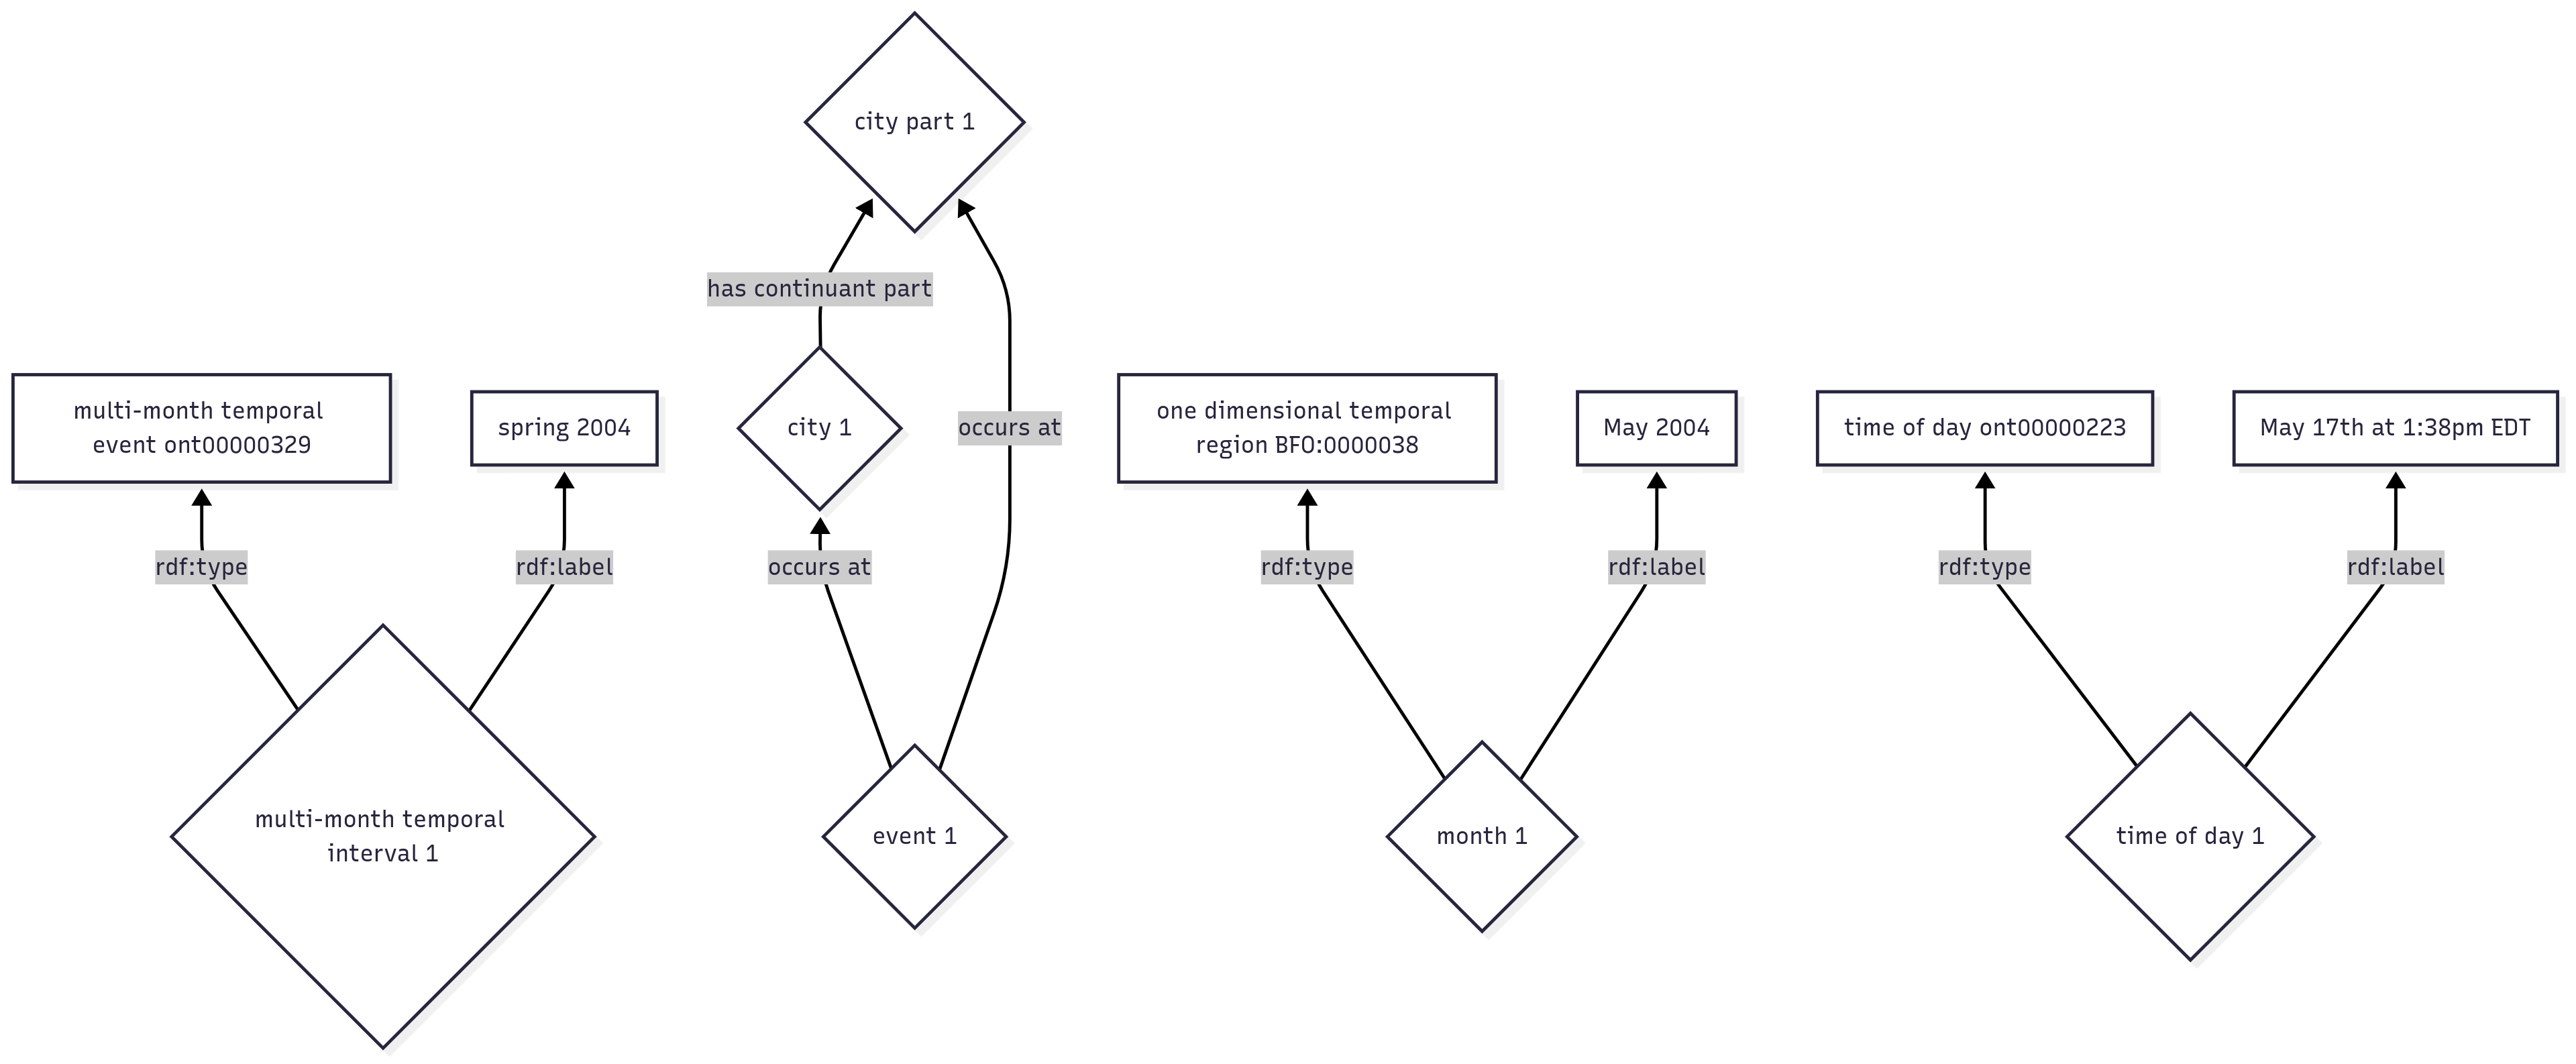 city part 1
has continuant part
multi-month temporal
event ont00000329
spring 2004
city 1
occurs at
one dimensional temporal
region BFO:0000038
May 2004
time of day ont00000223
May 17th at 1:38pm EDT
rdf:type
rdf:label
occurs at
rdf:type
rdf:label
rdf:type
rdf:label
multi-month temporal
interval 1
event 1
month 1
time of day 1